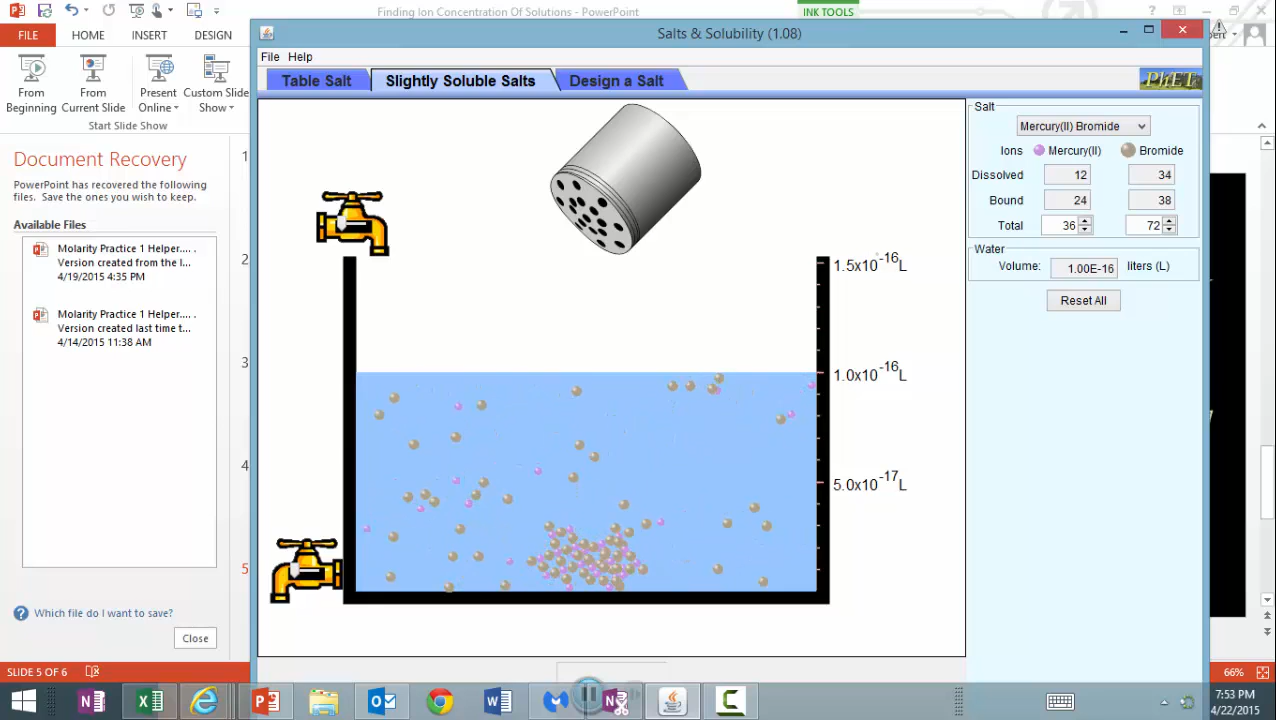 Finding Ion Concentration Of Solutions - PowerPoint
INK TOOLS
FILE
HOME
INSERT
DESIGN
Salts & Solubility (1.08)
File Help
Table Salt
Slightly Soluble Salts
Design a Salt
PhET
From Beginning
From Current Slide
Present Online
Custom Slide Show
Start Slide Show
Document Recovery
PowerPoint has recovered the following
files. Save the ones you wish to keep.
Available Files
Molarity Practice 1 Helper.... .
Version created from the l...
4/19/2015 4:35 PM
Molarity Practice 1 Helper.... .
Version created last time t...
4/14/2015 11:38 AM
Which file do I want to save?
Close
1
2
3
4
5
1.5x10-16L
1.0x10-16L
5.0x10-17L
Salt
Mercury(II) Bromide
Ions Mercury(II) Bromide
Dissolved 12 34
Bound 24 38
Total 36 72
Water
Volume: 1.00E-16 liters (L)
Reset All
SLIDE 5 OF 6
66%
7:53 PM
4/22/2015